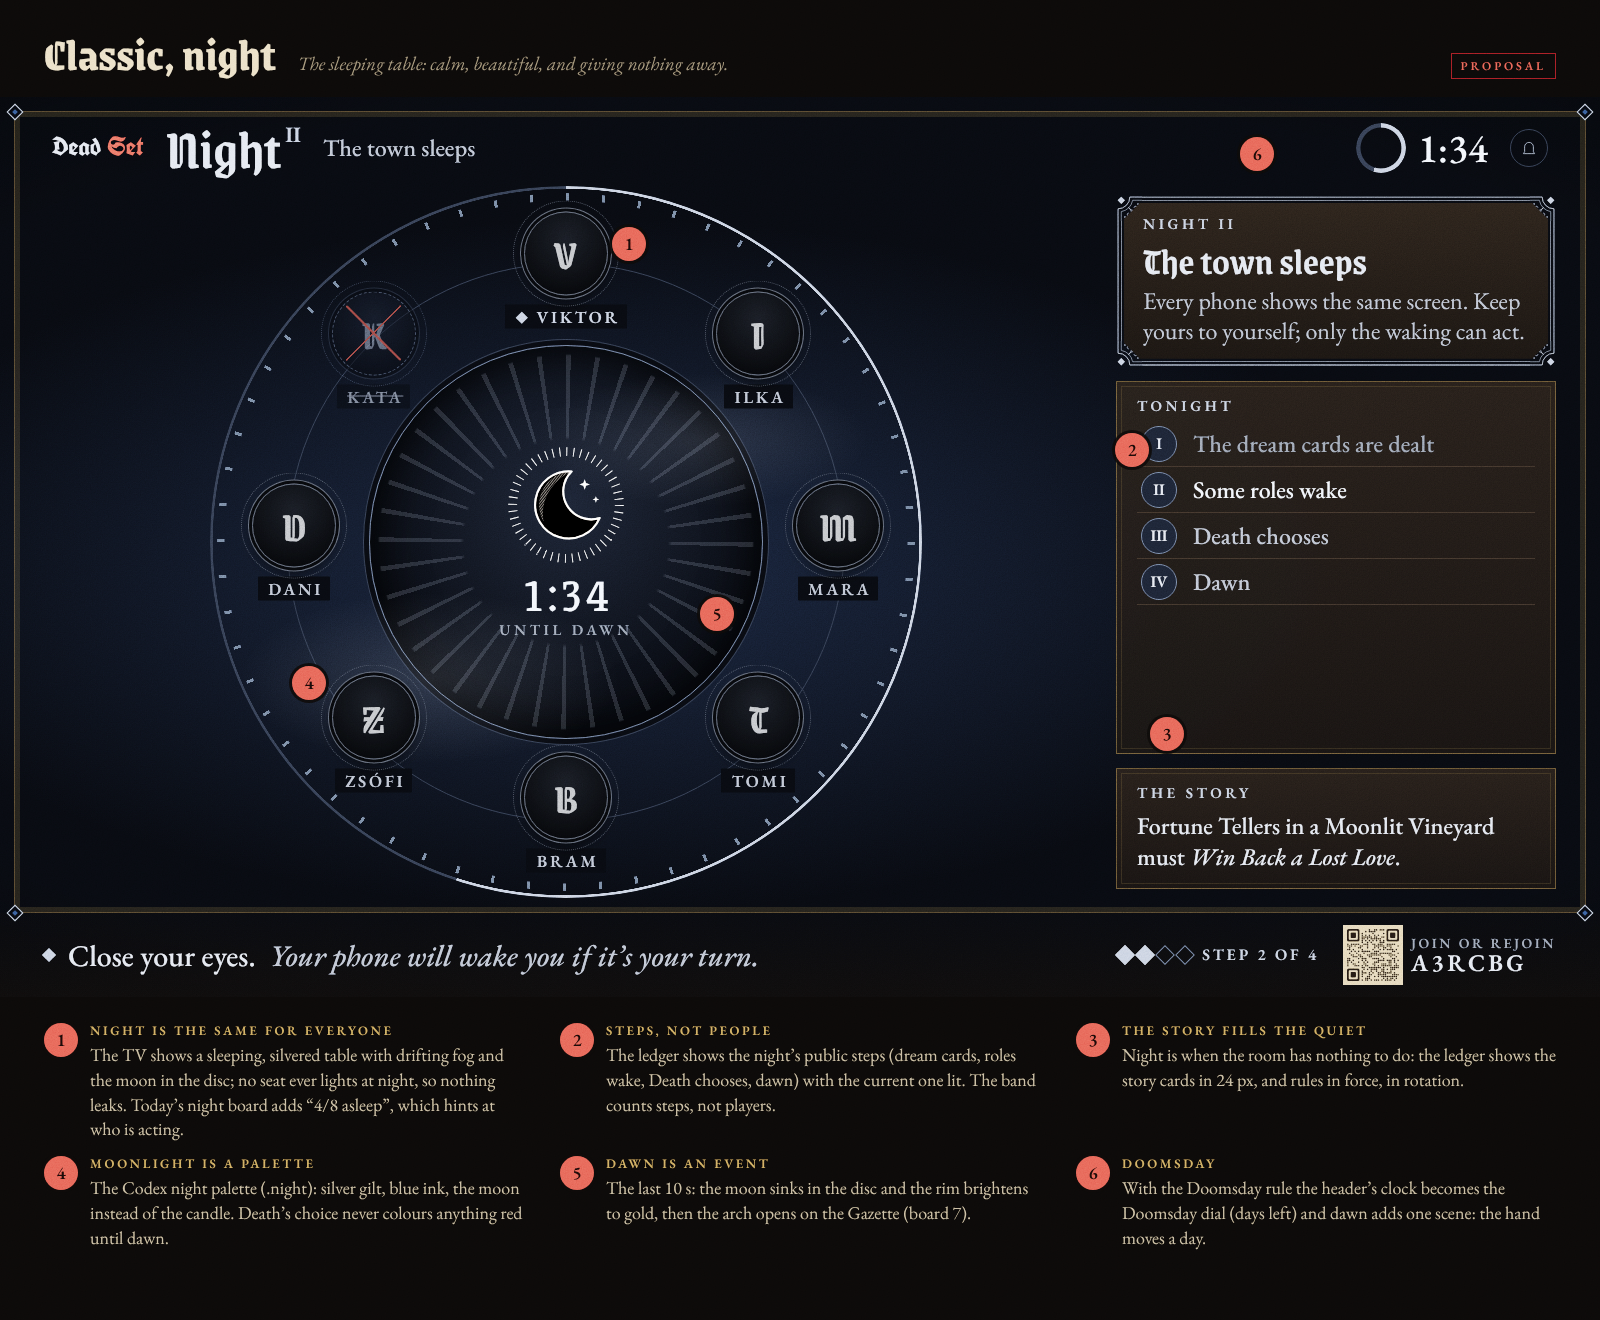 Classic, night
The sleeping table: calm, beautiful, and giving nothing away.
PROPOSAL
Dead Set
Night II
The town sleeps
6
1:34
V
1
VIKTOR
K
KATA
I
ILKA
D
DANI
M
MARA
1:34
UNTIL DAWN
5
4
Z
ZSÓFI
T
TOMI
B
BRAM
NIGHT II
The town sleeps
Every phone shows the same screen. Keep
yours to yourself; only the waking can act.
TONIGHT
2
I The dream cards are dealt
II Some roles wake
III Death chooses
IV Dawn
3
THE STORY
Fortune Tellers in a Moonlit Vineyard
must Win Back a Lost Love.
Close your eyes. Your phone will wake you if it’s your turn.
STEP 2 OF 4
JOIN OR REJOIN
A3RCBG
1
NIGHT IS THE SAME FOR EVERYONE
The TV shows a sleeping, silvered table with drifting fog and
the moon in the disc; no seat ever lights at night, so nothing
leaks. Today’s night board adds “4/8 asleep”, which hints at
who is acting.
2
STEPS, NOT PEOPLE
The ledger shows the night’s public steps (dream cards, roles
wake, Death chooses, dawn) with the current one lit. The band
counts steps, not players.
3
THE STORY FILLS THE QUIET
Night is when the room has nothing to do: the ledger shows the
story cards in 24 px, and rules in force, in rotation.
4
MOONLIGHT IS A PALETTE
The Codex night palette (.night): silver gilt, blue ink, the moon
instead of the candle. Death’s choice never colours anything red
until dawn.
5
DAWN IS AN EVENT
The last 10 s: the moon sinks in the disc and the rim brightens
to gold, then the arch opens on the Gazette (board 7).
6
DOOMSDAY
With the Doomsday rule the header’s clock becomes the
Doomsday dial (days left) and dawn adds one scene: the hand
moves a day.